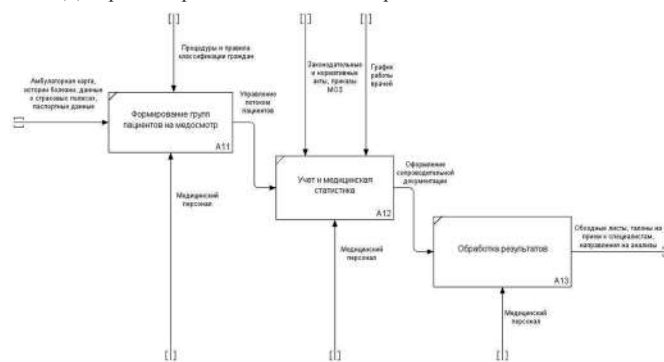 Процедуры и правила
классификации граждан
Законодательные
и нормативные
акты, приказы
МОЗ
График
работы
врачей
Амбулаторная карта,
истории болезни, данные
о страховых полисах,
паспортные данные
Формирование групп
пациентов на медосмотр
A11
Управление
потоком
пациентов
Учет и медицинская
статистика
A12
Оформление
сопроводительной
документации
Обработка результатов
A13
Обходные листы, талоны на
прием к специалистам,
направления на анализы
Медицинский
персонал
Медицинский
персонал
Медицинский
персонал